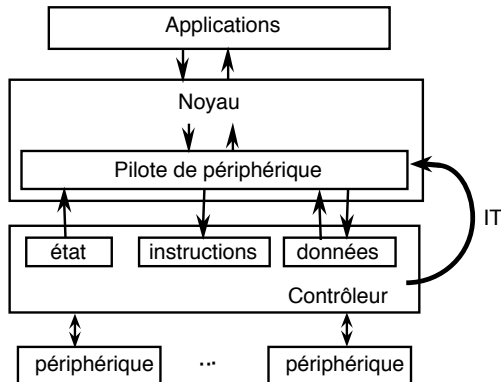 Applications
Noyau
Pilote de périphérique
IT
état instructions données
Contrôleur
périphérique ... périphérique